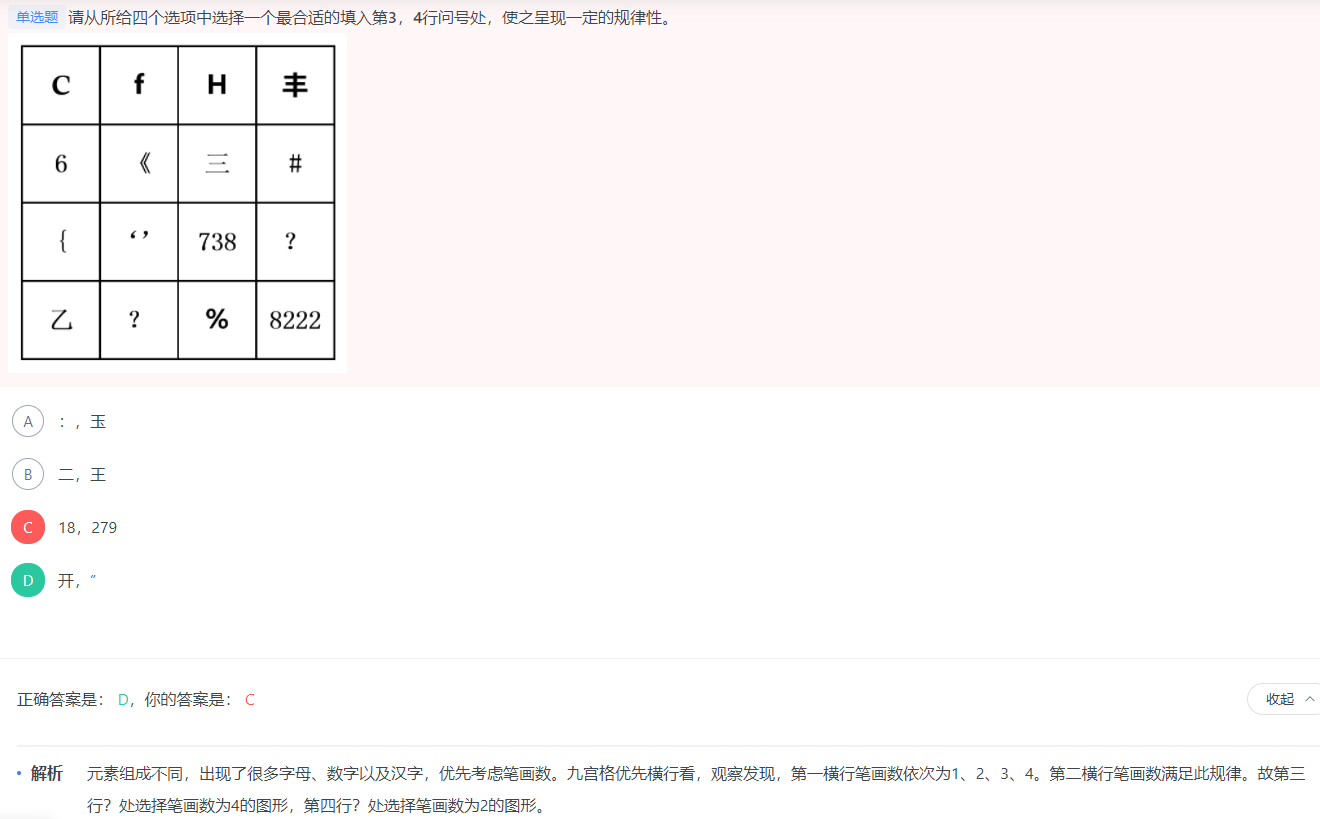 单选题 请从所给四个选项中选择一个最合适的填入第3，4行问号处，使之呈现一定的规律性。
C f H 丰
6 《 三 #
{ ‘ ’ 738 ?
乙 ? % 8222
A ：，玉
B 二，王
C 18，279
D 开，″
正确答案是： D，你的答案是： C
收起
解析 元素组成不同，出现了很多字母、数字以及汉字，优先考虑笔画数。九宫格优先横行看，观察发现，第一横行笔画数依次为1、2、3、4。第二横行笔画数满足此规律。故第三
行？处选择笔画数为4的图形，第四行？处选择笔画数为2的图形。